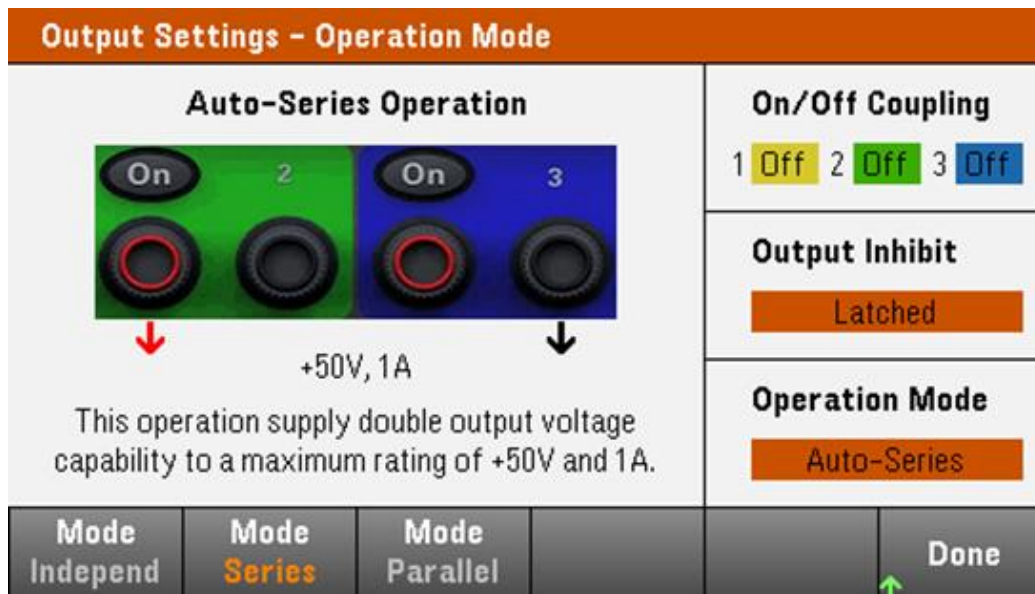 Output Settings - Operation Mode
Auto-Series Operation
On 2 On 3
+50V, 1A
This operation supply double output voltage
capability to a maximum rating of +50V and 1A.
On/Off Coupling
1 Off 2 Off 3 Off
Output Inhibit
Latched
Operation Mode
Auto-Series
Mode
Independ
Mode
Series
Mode
Parallel
Done